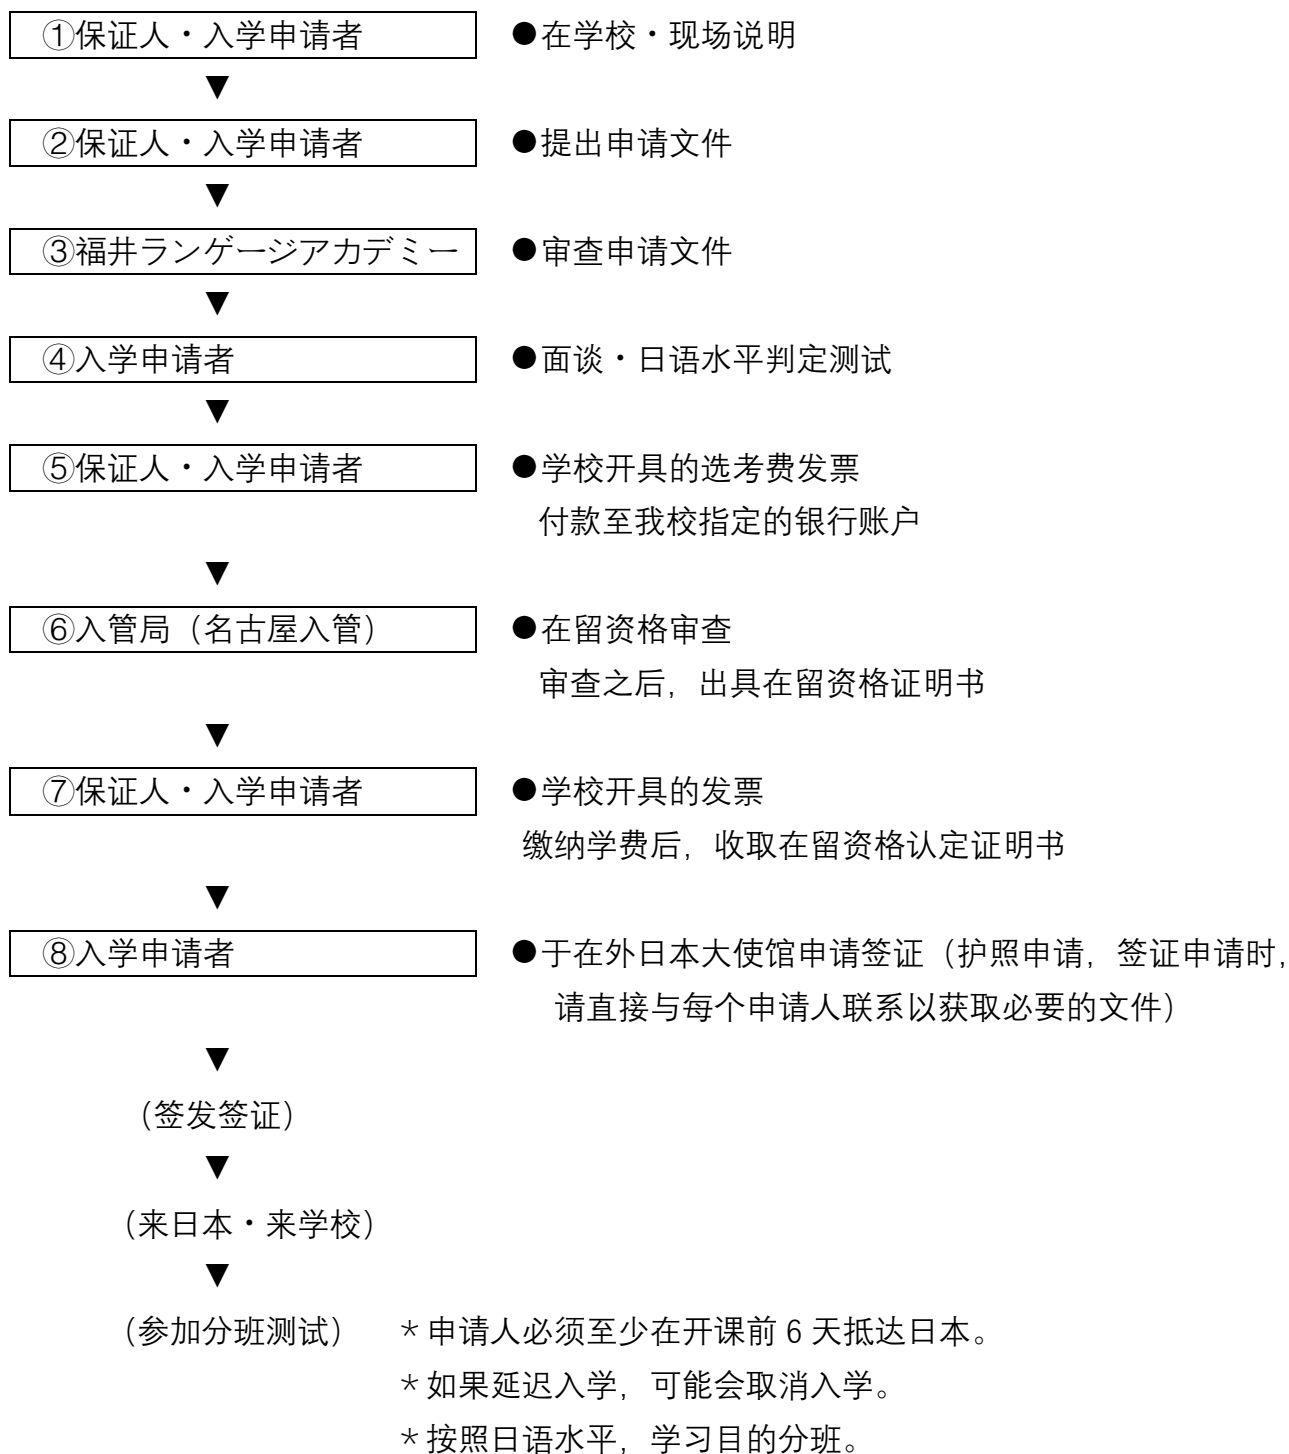 ①保证人・入学申请者 ●在学校・现场说明
▼
②保证人・入学申请者 ●提出申请文件
▼
③福井ランゲージアカデミー ●审查申请文件
▼
④入学申请者 ●面谈・日语水平判定测试
▼
⑤保证人・入学申请者 ●学校开具的选考费发票
付款至我校指定的银行账户
▼
⑥入管局（名古屋入管） ●在留资格审查
审查之后，出具在留资格证明书
▼
⑦保证人・入学申请者 ●学校开具的发票
缴纳学费后，收取在留资格认定证明书
▼
⑧入学申请者 ●于在外日本大使馆申请签证（护照申请，签证申请时，
请直接与每个申请人联系以获取必要的文件）
▼
（签发签证）
▼
（来日本・来学校）
▼
（参加分班测试） ＊申请人必须至少在开课前 6 天抵达日本。
＊如果延迟入学，可能会取消入学。
＊按照日语水平，学习目的分班。